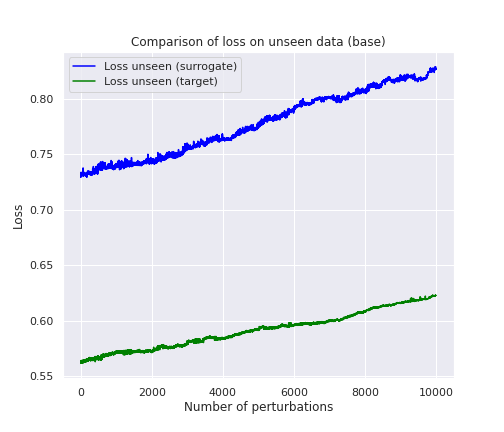 Comparison of loss on unseen data (base)
Loss unseen (surrogate)
Loss unseen (target)
0.80
0.75
0.70
0.65
0.60
0.55
Loss
0
2000
4000
6000
8000
10000
Number of perturbations